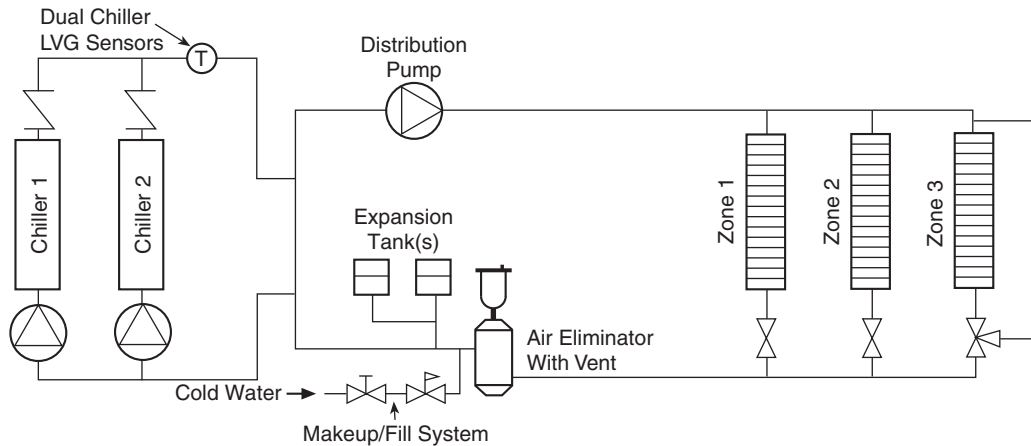 Dual Chiller
LVG Sensors
T
Distribution
Pump
Chiller 1
Chiller 2
Zone 1
Zone 2
Zone 3
Expansion
Tank(s)
Air Eliminator
With Vent
Cold Water
Makeup/Fill System